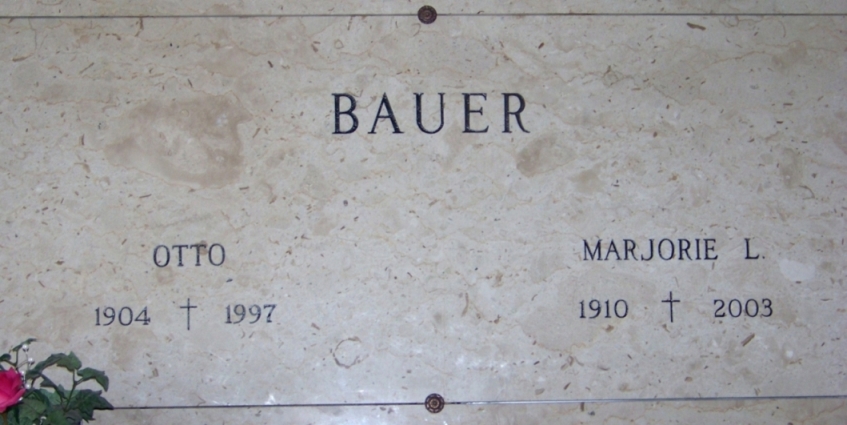 BAUER
OTTO MARJORIE L.
1904 † 1997 1910 † 2003